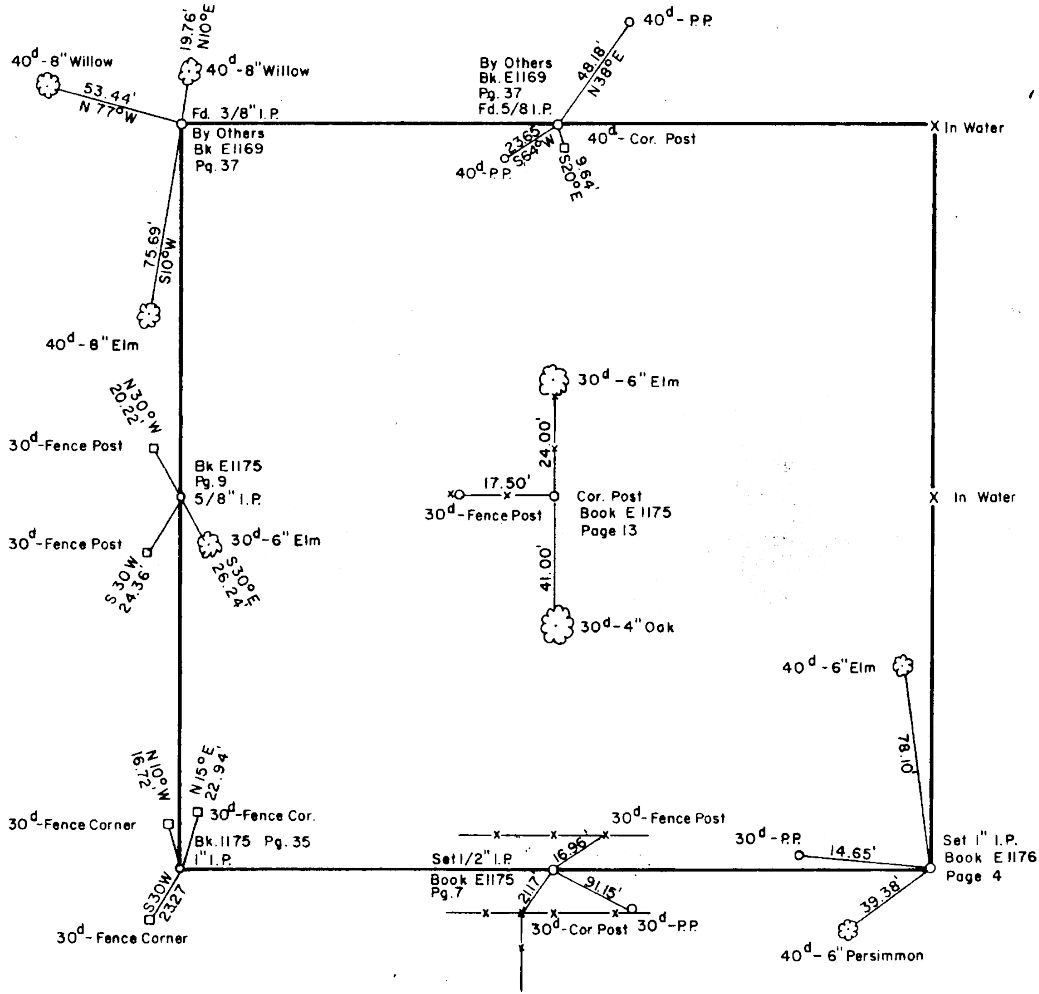 19.76'
N10°E
40d-8" Willow
40d-8" Willow
53.44'
N 77°W
Fd. 3/8" I.P.
By Others
Bk E1169
Pg. 37
By Others
Bk. E1169
Pg. 37
Fd. 5/8 I.P.
40d-P.P.
48.18'
N38°E
40d-Cor. Post
23.65'
S64°W
40d-P.P.
9.64'
S20°E
x In Water
75.69'
S10°W
40d-8" Elm
N30°W
20.22'
30d-Fence Post
Bk E1175
Pg. 9
5/8" I.P.
30d-Fence Post
S 30W
24.36'
30d-6" Elm
S30°E
26.24'
30d-6" Elm
24.00'
17.50'
30d-Fence Post
Cor. Post
Book E 1175
Page 13
41.00'
30d-4" Oak
x In Water
40d-6" Elm
78.10'
N10°W
16.72'
N15°E
22.94'
30d-Fence Corner
30d-Fence Cor.
Bk. 1175 Pg. 35
1" I.P.
S30W
23.27
30d-Fence Corner
30d-Fence Post
16.96'
Set 1/2" I.P.
Book E1175
Pg. 7
21.17'
91.15'
30d-Cor Post
30d-P.P.
30d-P.P.
14.65'
Set 1" I.P.
Book E1176
Page 4
39.38'
40d-6" Persimmon